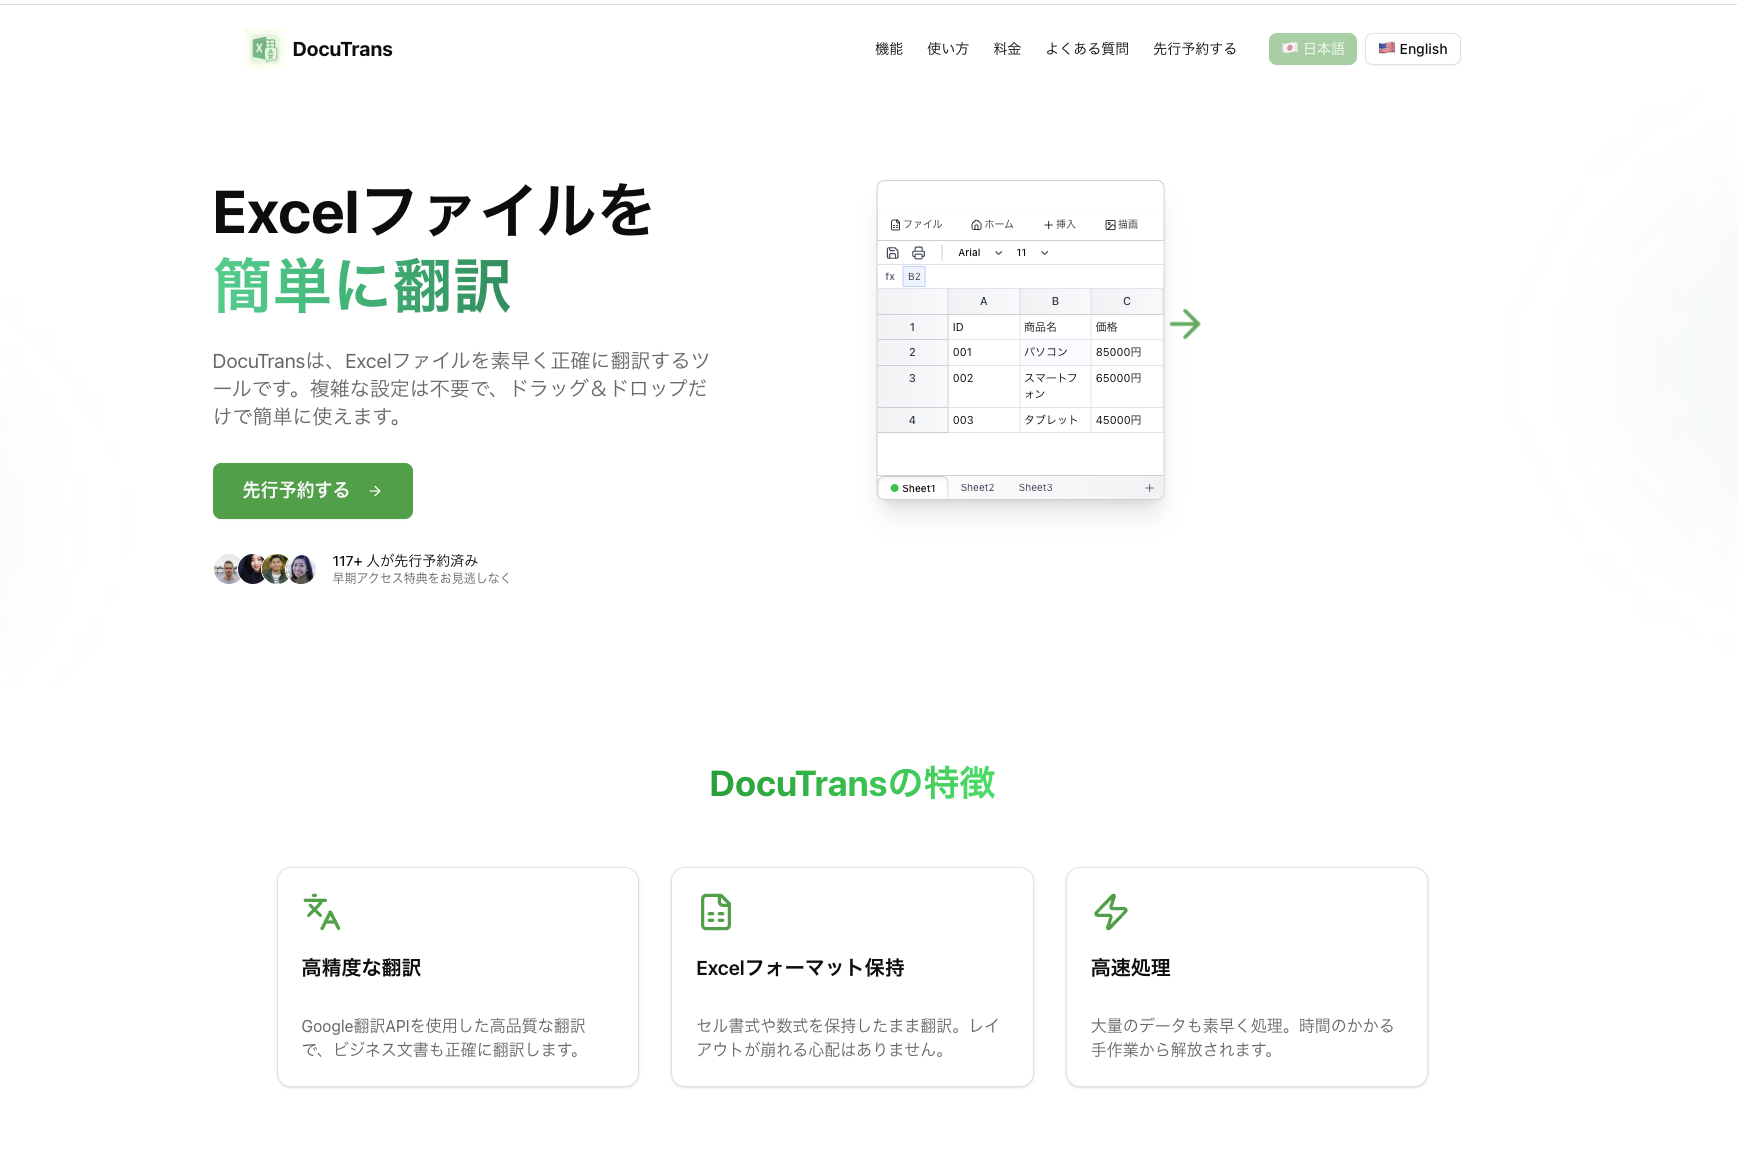 DocuTrans
機能 使い方 料金 よくある質問 先行予約する 日本語 English
Excelファイルを
簡単に翻訳
DocuTransは、Excelファイルを素早く正確に翻訳するツ
ールです。複雑な設定は不要で、ドラッグ＆ドロップだ
けで簡単に使えます。
先行予約する →
117+ 人が先行予約済み
早期アクセス特典をお見逃しなく
ファイル ホーム 挿入 描画
Arial 11
fx B2
A B C
1 ID 商品名 価格
2 001 パソコン 85000円
3 002 スマートフ
ォン 65000円
4 003 タブレット 45000円
Sheet1 Sheet2 Sheet3 +
DocuTransの特徴
高精度な翻訳
Google翻訳APIを使用した高品質な翻訳
で、ビジネス文書も正確に翻訳します。
Excelフォーマット保持
セル書式や数式を保持したまま翻訳。レイ
アウトが崩れる心配はありません。
高速処理
大量のデータも素早く処理。時間のかかる
手作業から解放されます。